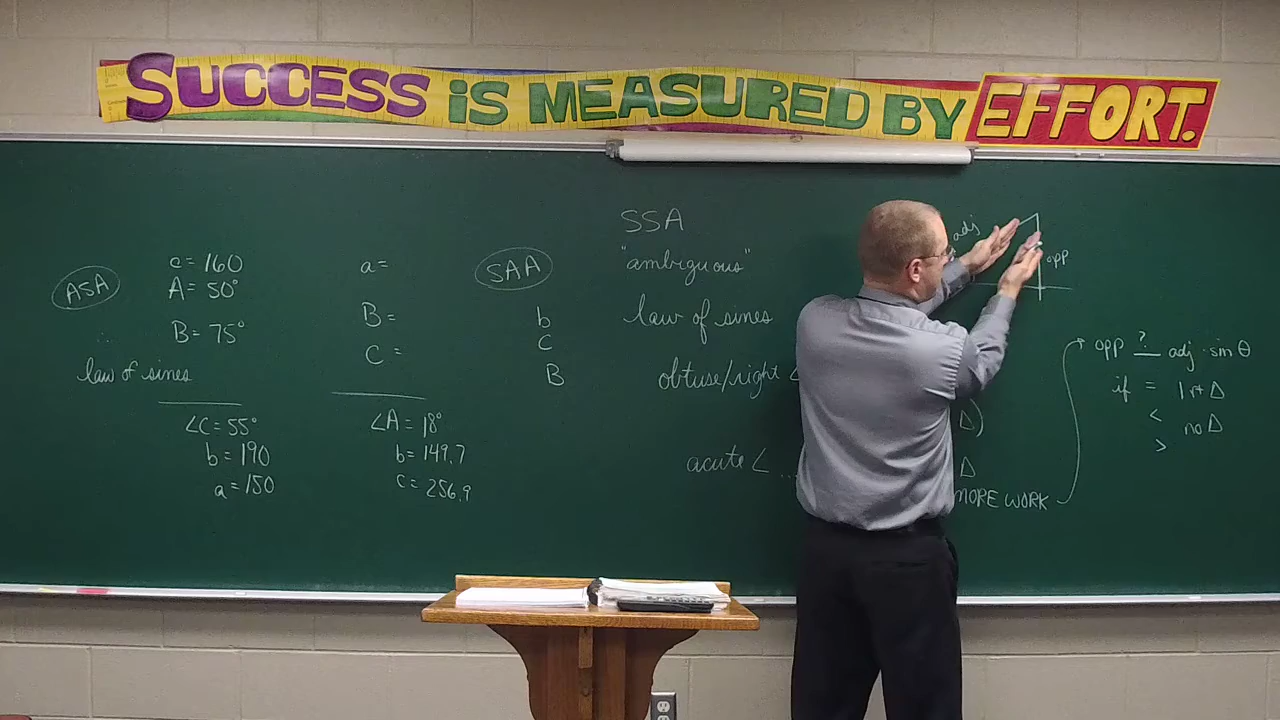 SUCCESS IS MEASURED BY EFFORT.
ASA
c = 160
A = 50°
B = 75°
∴
law of sines
∠C = 55°
b = 190
a = 150
a =
B =
C =
∠A = 18°
b = 149.7
c = 256.9
SAA
b
C
B
SSA
"ambiguous"
law of sines
obtuse/right ∠
Δ)
acute ∠ ...
Δ
MORE WORK
adj
opp
opp ? adj · sin θ
if = 1 rt Δ
< no Δ
>